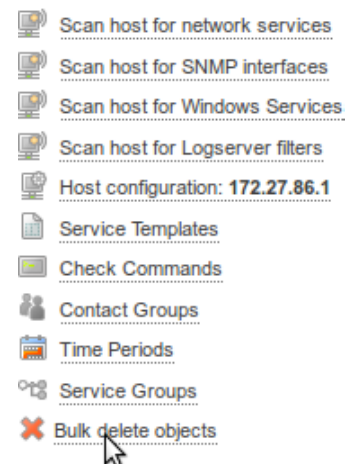 Scan host for network services
Scan host for SNMP interfaces
Scan host for Windows Services
Scan host for Logserver filters
Host configuration: 172.27.86.1
Service Templates
Check Commands
Contact Groups
Time Periods
Service Groups
Bulk delete objects